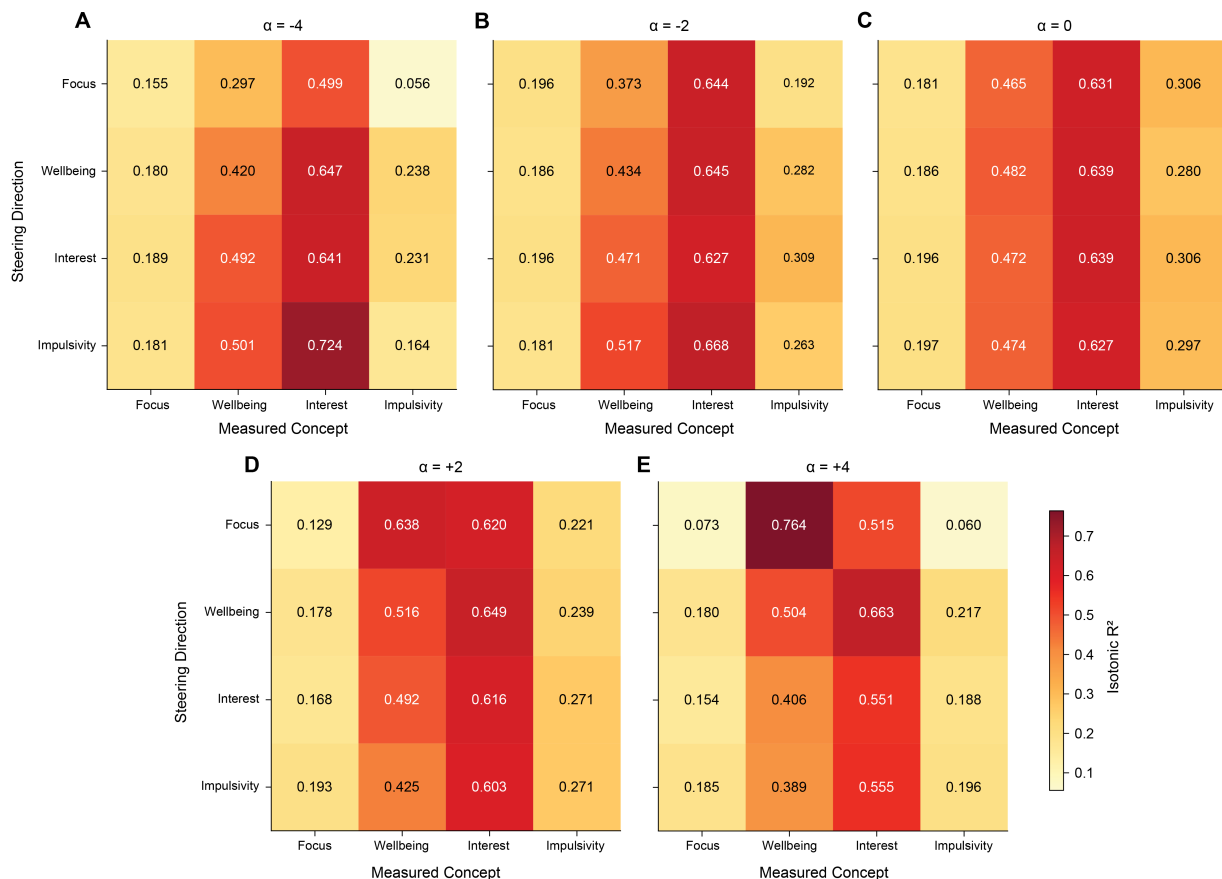 A
α = -4
Focus
0.155 0.297 0.499 0.056
Wellbeing
0.180 0.420 0.647 0.238
Interest
0.189 0.492 0.641 0.231
Impulsivity
0.181 0.501 0.724 0.164
Steering Direction
Focus Wellbeing Interest Impulsivity
Measured Concept
B
α = -2
0.196 0.373 0.644 0.192
0.186 0.434 0.645 0.282
0.196 0.471 0.627 0.309
0.181 0.517 0.668 0.263
Focus Wellbeing Interest Impulsivity
Measured Concept
C
α = 0
0.181 0.465 0.631 0.306
0.186 0.482 0.639 0.280
0.196 0.472 0.639 0.306
0.197 0.474 0.627 0.297
Focus Wellbeing Interest Impulsivity
Measured Concept
D
α = +2
Focus
0.129 0.638 0.620 0.221
Wellbeing
0.178 0.516 0.649 0.239
Interest
0.168 0.492 0.616 0.271
Impulsivity
0.193 0.425 0.603 0.271
Steering Direction
Focus Wellbeing Interest Impulsivity
Measured Concept
E
α = +4
0.073 0.764 0.515 0.060
0.180 0.504 0.663 0.217
0.154 0.406 0.551 0.188
0.185 0.389 0.555 0.196
Focus Wellbeing Interest Impulsivity
Measured Concept
0.7
0.6
0.5
0.4
0.3
0.2
0.1
Isotonic R²